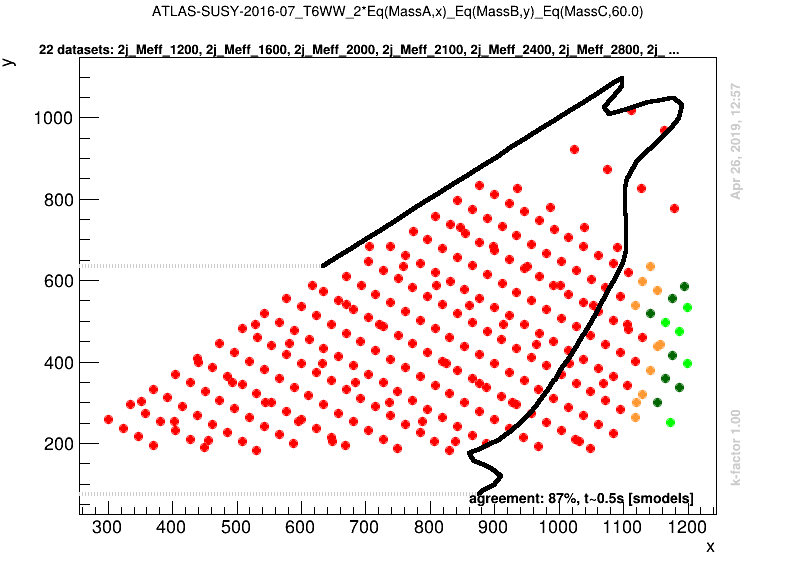 ATLAS-SUSY-2016-07_T6WW_2*Eq(MassA,x)_Eq(MassB,y)_Eq(MassC,60.0)
22 datasets: 2j_Meff_1200, 2j_Meff_1600, 2j_Meff_2000, 2j_Meff_2100, 2j_Meff_2400, 2j_Meff_2800, 2j_ ...
y
1000
800
600
400
200
Apr 26, 2019, 12:57
k-factor 1.00
agreement: 87%, t~0.5s [smodels]
300 400 500 600 700 800 900 1000 1100 1200
x